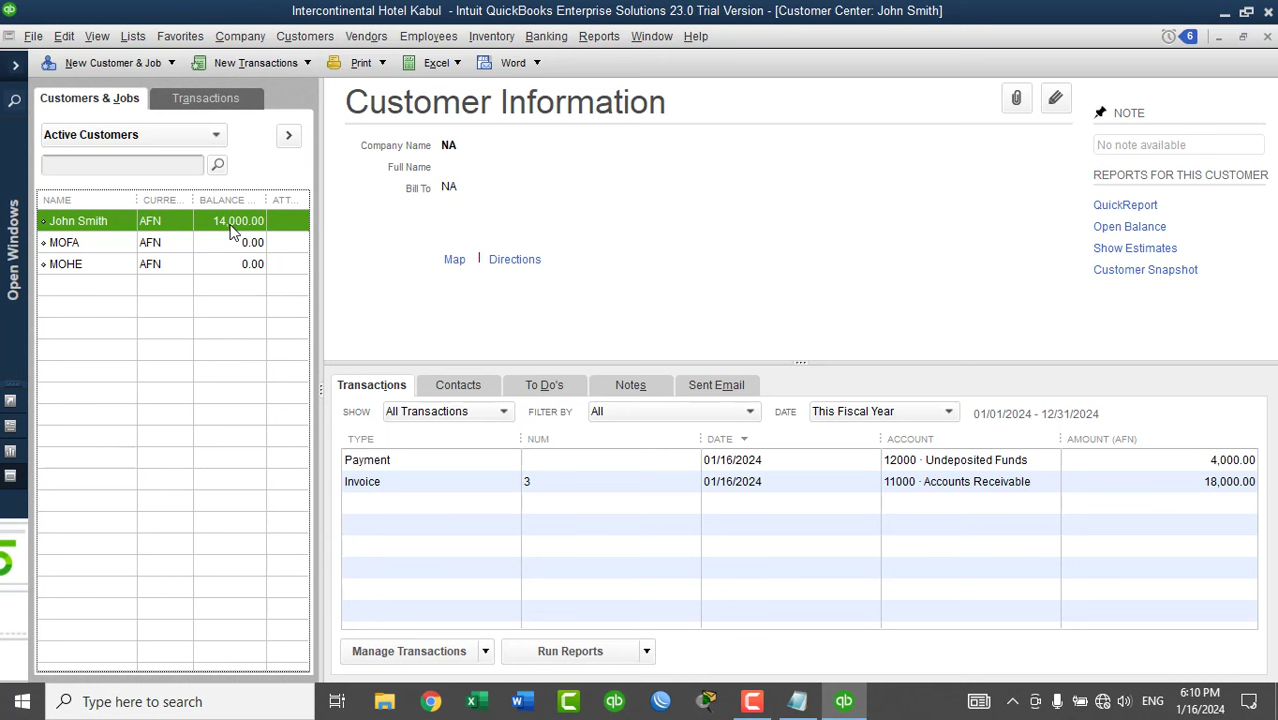 Intercontinental Hotel Kabul - Intuit QuickBooks Enterprise Solutions 23.0 Trial Version - [Customer Center: John Smith]
File Edit View Lists Favorites Company Customers Vendors Employees Inventory Banking Reports Window Help 6
New Customer & Job New Transactions Print Excel Word
Customers & Jobs Transactions
Active Customers
NAME CURRE... BALANCE ... ATT...
John Smith AFN 14,000.00
MOFA AFN 0.00
MOHE AFN 0.00
Open Windows
Customer Information
Company Name NA
Full Name
Bill To NA
Map Directions
NOTE
No note available
REPORTS FOR THIS CUSTOMER
QuickReport
Open Balance
Show Estimates
Customer Snapshot
Transactions Contacts To Do's Notes Sent Email
SHOW All Transactions FILTER BY All DATE This Fiscal Year 01/01/2024 - 12/31/2024
TYPE NUM DATE ACCOUNT AMOUNT (AFN)
Payment 01/16/2024 12000 · Undeposited Funds 4,000.00
Invoice 3 01/16/2024 11000 · Accounts Receivable 18,000.00
Manage Transactions Run Reports
Type here to search
ENG
6:10 PM
1/16/2024